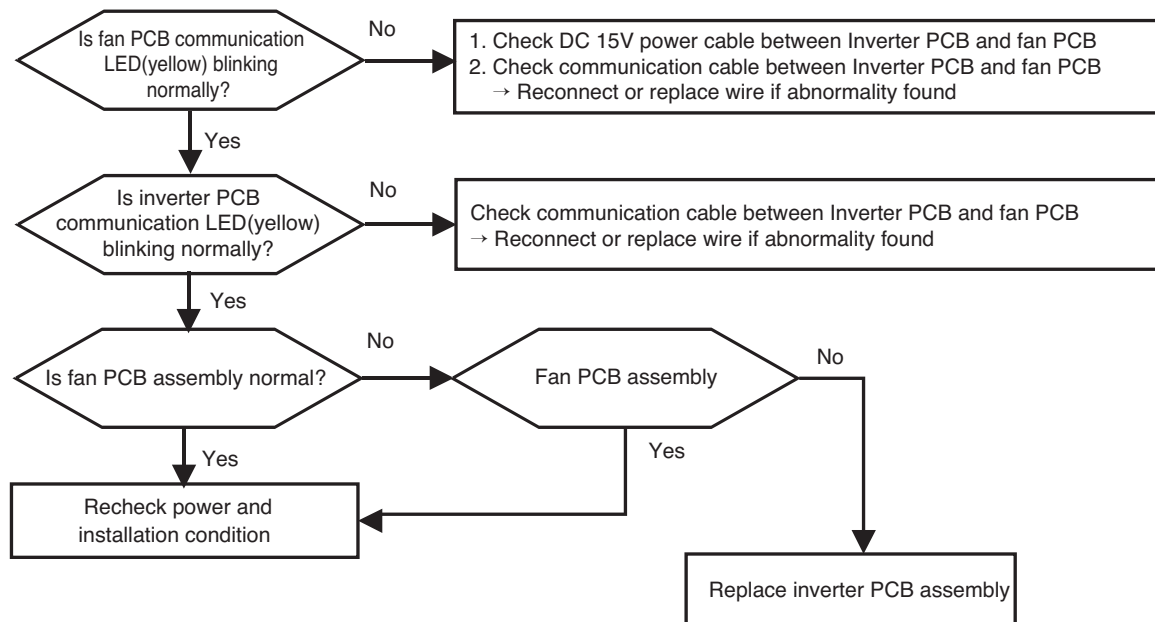 Is fan PCB communication
LED(yellow) blinking
normally?
No
1. Check DC 15V power cable between Inverter PCB and fan PCB
2. Check communication cable between Inverter PCB and fan PCB
→ Reconnect or replace wire if abnormality found
Yes
Is inverter PCB
communication LED(yellow)
blinking normally?
No
Check communication cable between Inverter PCB and fan PCB
→ Reconnect or replace wire if abnormality found
Yes
Is fan PCB assembly normal?
No
Fan PCB assembly
No
Yes
Yes
Recheck power and
installation condition
Replace inverter PCB assembly